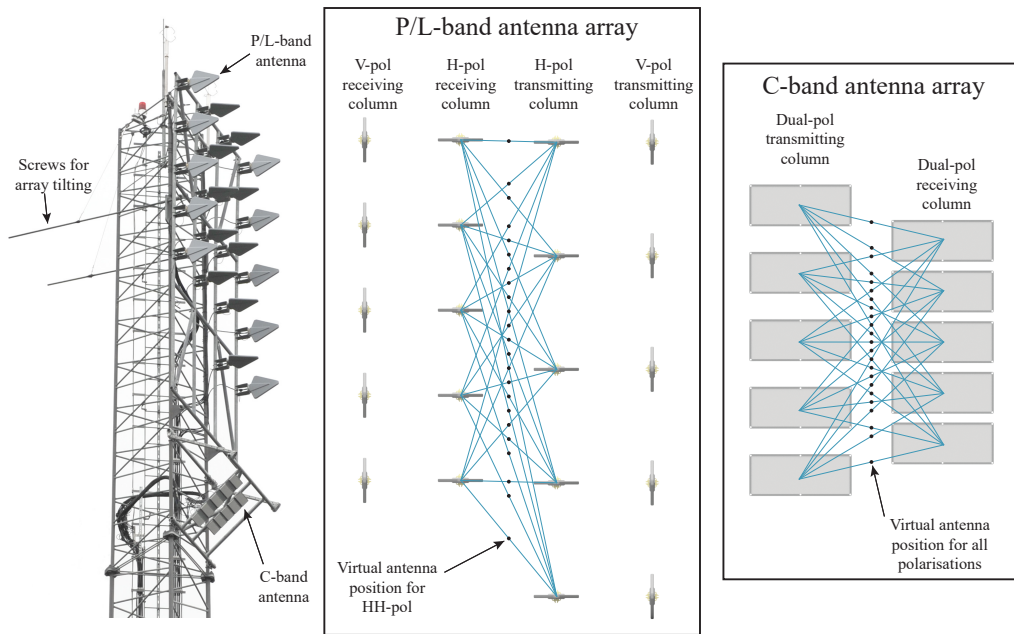 P/L-band
antenna
Screws for
array tilting
C-band
antenna
P/L-band antenna array
V-pol
receiving
column
H-pol
receiving
column
H-pol
transmitting
column
V-pol
transmitting
column
Virtual antenna
position for
HH-pol
C-band antenna array
Dual-pol
transmitting
column
Dual-pol
receiving
column
Virtual antenna
position for all
polarisations